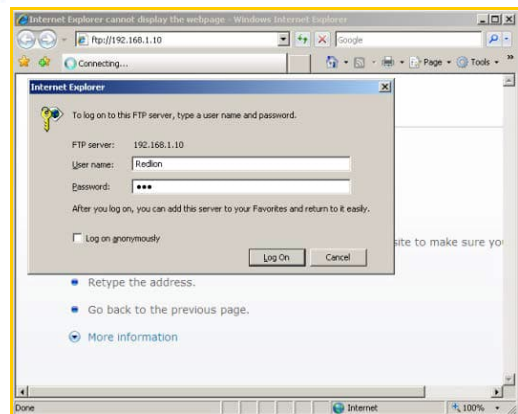 Internet Explorer cannot display the webpage - Windows Internet Explorer
ftp://192.168.1.10
Google
Connecting...
Page
Tools
»
Internet Explorer
To log on to this FTP server, type a user name and password.
FTP server: 192.168.1.10
User name: Redlion
Password: •••
After you log on, you can add this server to your Favorites and return to it easily.
Log on anonymously
Log On Cancel
site to make sure you
Retype the address.
Go back to the previous page.
More information
Done
Internet
100%